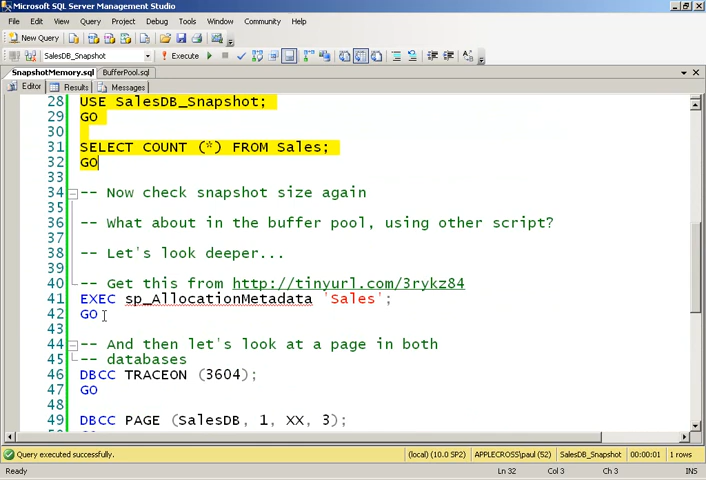 Microsoft SQL Server Management Studio
File Edit View Query Project Debug Tools Window Community Help
New Query
SalesDB_Snapshot Execute
SnapshotMemory.sql BufferPool.sql
Editor Results Messages
28 USE SalesDB_Snapshot;
29 GO
30
31 SELECT COUNT (*) FROM Sales;
32 GO
33
34 -- Now check snapshot size again
35
36 -- What about in the buffer pool, using other script?
37
38 -- Let's look deeper...
39
40 -- Get this from http://tinyurl.com/3rykz84
41 EXEC sp_AllocationMetadata 'Sales';
42 GO
43
44 -- And then let's look at a page in both
45 -- databases
46 DBCC TRACEON (3604);
47 GO
48
49 DBCC PAGE (SalesDB, 1, XX, 3);
Query executed successfully. (local) (10.0 SP2) APPLECROSS\paul (52) SalesDB_Snapshot 00:00:01 1 rows
Ready Ln 32 Col 3 Ch 3 INS